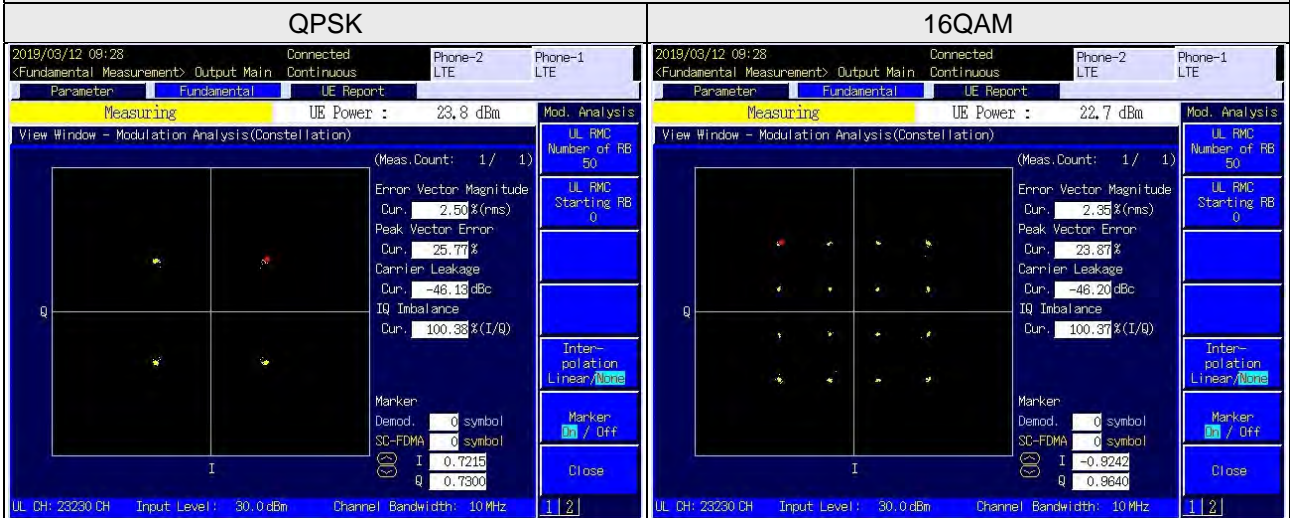 QPSK
2019/03/12 09:28 Connected Phone-2 Phone-1
<Fundamental Measurement> Output Main Continuous LTE LTE
Parameter Fundamental UE Report
Measuring UE Power : 23.8 dBm Mod. Analysis
View Window - Modulation Analysis(Constellation)
UL RMC
Number of RB
50
(Meas.Count: 1/ 1)
Error Vector Magnitude
Cur. 2.50 %(rms)
UL RMC
Starting RB
0
Peak Vector Error
Cur. 25.77 %
Carrier Leakage
Cur. -46.13 dBc
IQ Imbalance
Cur. 100.38 %(I/Q)
Q
Inter-
polation
Linear/None
Marker
Demod. 0 symbol
SC-FDMA 0 symbol
Marker
On / Off
I 0.7215
Q 0.7300
I
Close
UL CH: 23230 CH Input Level: 30.0 dBm Channel Bandwidth: 10 MHz 1 2
16QAM
2019/03/12 09:28 Connected Phone-2 Phone-1
<Fundamental Measurement> Output Main Continuous LTE LTE
Parameter Fundamental UE Report
Measuring UE Power : 22.7 dBm Mod. Analysis
View Window - Modulation Analysis(Constellation)
UL RMC
Number of RB
50
(Meas.Count: 1/ 1)
Error Vector Magnitude
Cur. 2.35 %(rms)
UL RMC
Starting RB
0
Peak Vector Error
Cur. 23.87 %
Carrier Leakage
Cur. -46.20 dBc
IQ Imbalance
Cur. 100.37 %(I/Q)
Q
Inter-
polation
Linear/None
Marker
Demod. 0 symbol
SC-FDMA 0 symbol
Marker
On / Off
I -0.9242
Q 0.9640
I
Close
UL CH: 23230 CH Input Level: 30.0 dBm Channel Bandwidth: 10 MHz 1 2